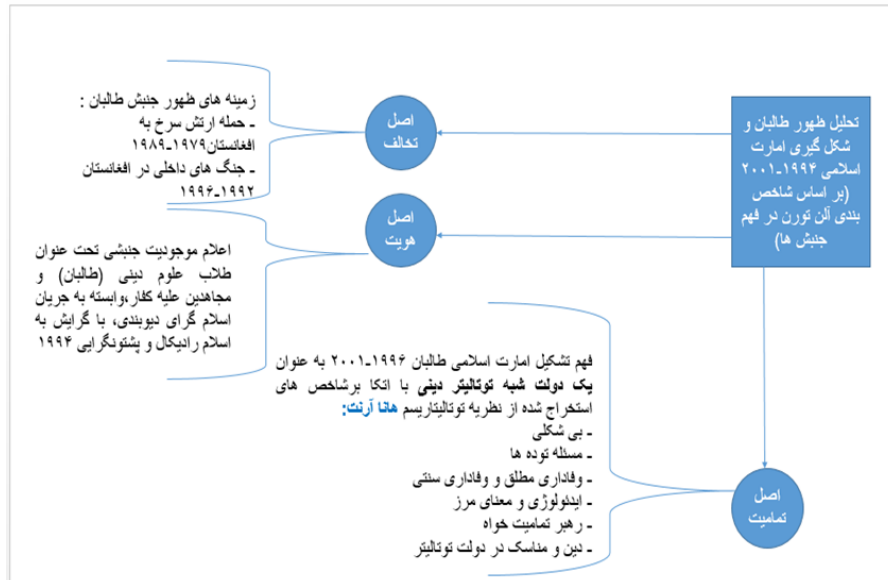 تحلیل ظهور طالبان و
شکل گیری امارت
اسلامی ۱۹۹۴-۲۰۰۱
(بر اساس شاخص
بندی آلن تورن در فهم
جنبش ها)
اصل
تخالف
زمینه های ظهور جنبش طالبان :
- حمله ارتش سرخ به
افغانستان۱۹۷۹-۱۹۸۹
- جنگ های داخلی در افغانستان
۱۹۹۲-۱۹۹۶
اصل
هویت
اعلام موجودیت جنبشی تحت عنوان
طلاب علوم دینی (طالبان) و
مجاهدین علیه کفار،وابسته به جریان
اسلام گرای دیوبندی، با گرایش به
اسلام رادیکال و پشتونگرایی ۱۹۹۴
اصل
تمامیت
فهم تشکیل امارت اسلامی طالبان ۱۹۹۶-۲۰۰۱ به عنوان
یک دولت شبه توتالیتر دینی با اتکا برشاخص های
استخراج شده از نظریه توتالیتاریسم هانا آرنت:
- بی شکلی
- مسئله توده ها
- وفاداری مطلق و وفاداری سنتی
- ایدئولوژی و معنای مرز
- رهبر تمامیت خواه
- دین و مناسک در دولت توتالیتر